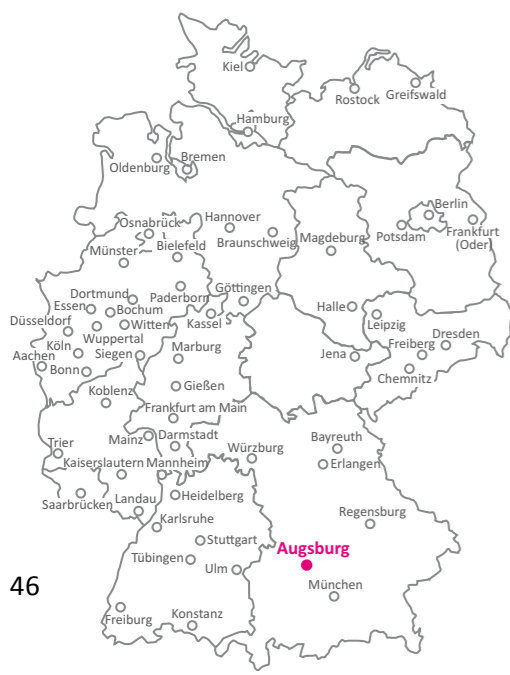 Kiel
Rostock
Greifswald
Hamburg
Oldenburg
Bremen
Berlin
Potsdam
Frankfurt
(Oder)
Hannover
Osnabrück
Braunschweig
Magdeburg
Münster
Bielefeld
Paderborn
Göttingen
Dortmund
Essen
Bochum
Halle
Düsseldorf
Witten
Kassel
Leipzig
Wuppertal
Dresden
Köln
Siegen
Marburg
Jena
Freiberg
Aachen
Bonn
Chemnitz
Gießen
Koblenz
Frankfurt am Main
Mainz
Darmstadt
Bayreuth
Trier
Würzburg
Erlangen
Kaiserslautern
Mannheim
Saarbrücken
Landau
Heidelberg
Karlsruhe
Regensburg
Stuttgart
Augsburg
Tübingen
Ulm
München
46
Freiburg
Konstanz